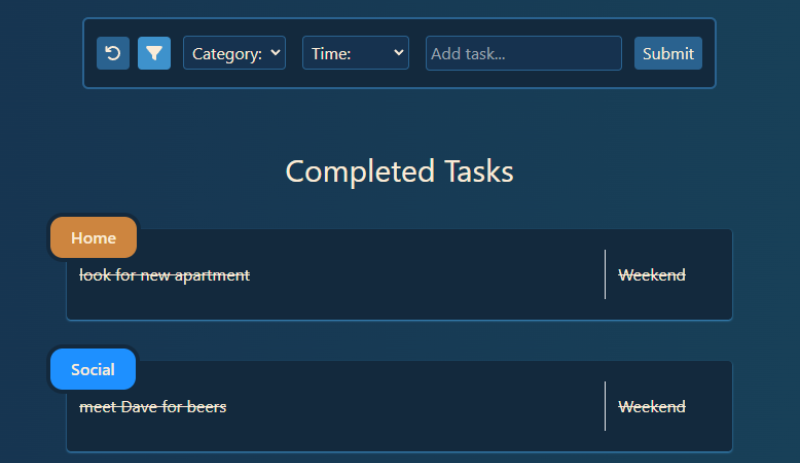 Category: Time: Add task... Submit
Completed Tasks
Home
look for new apartment Weekend
Social
meet Dave for beers Weekend